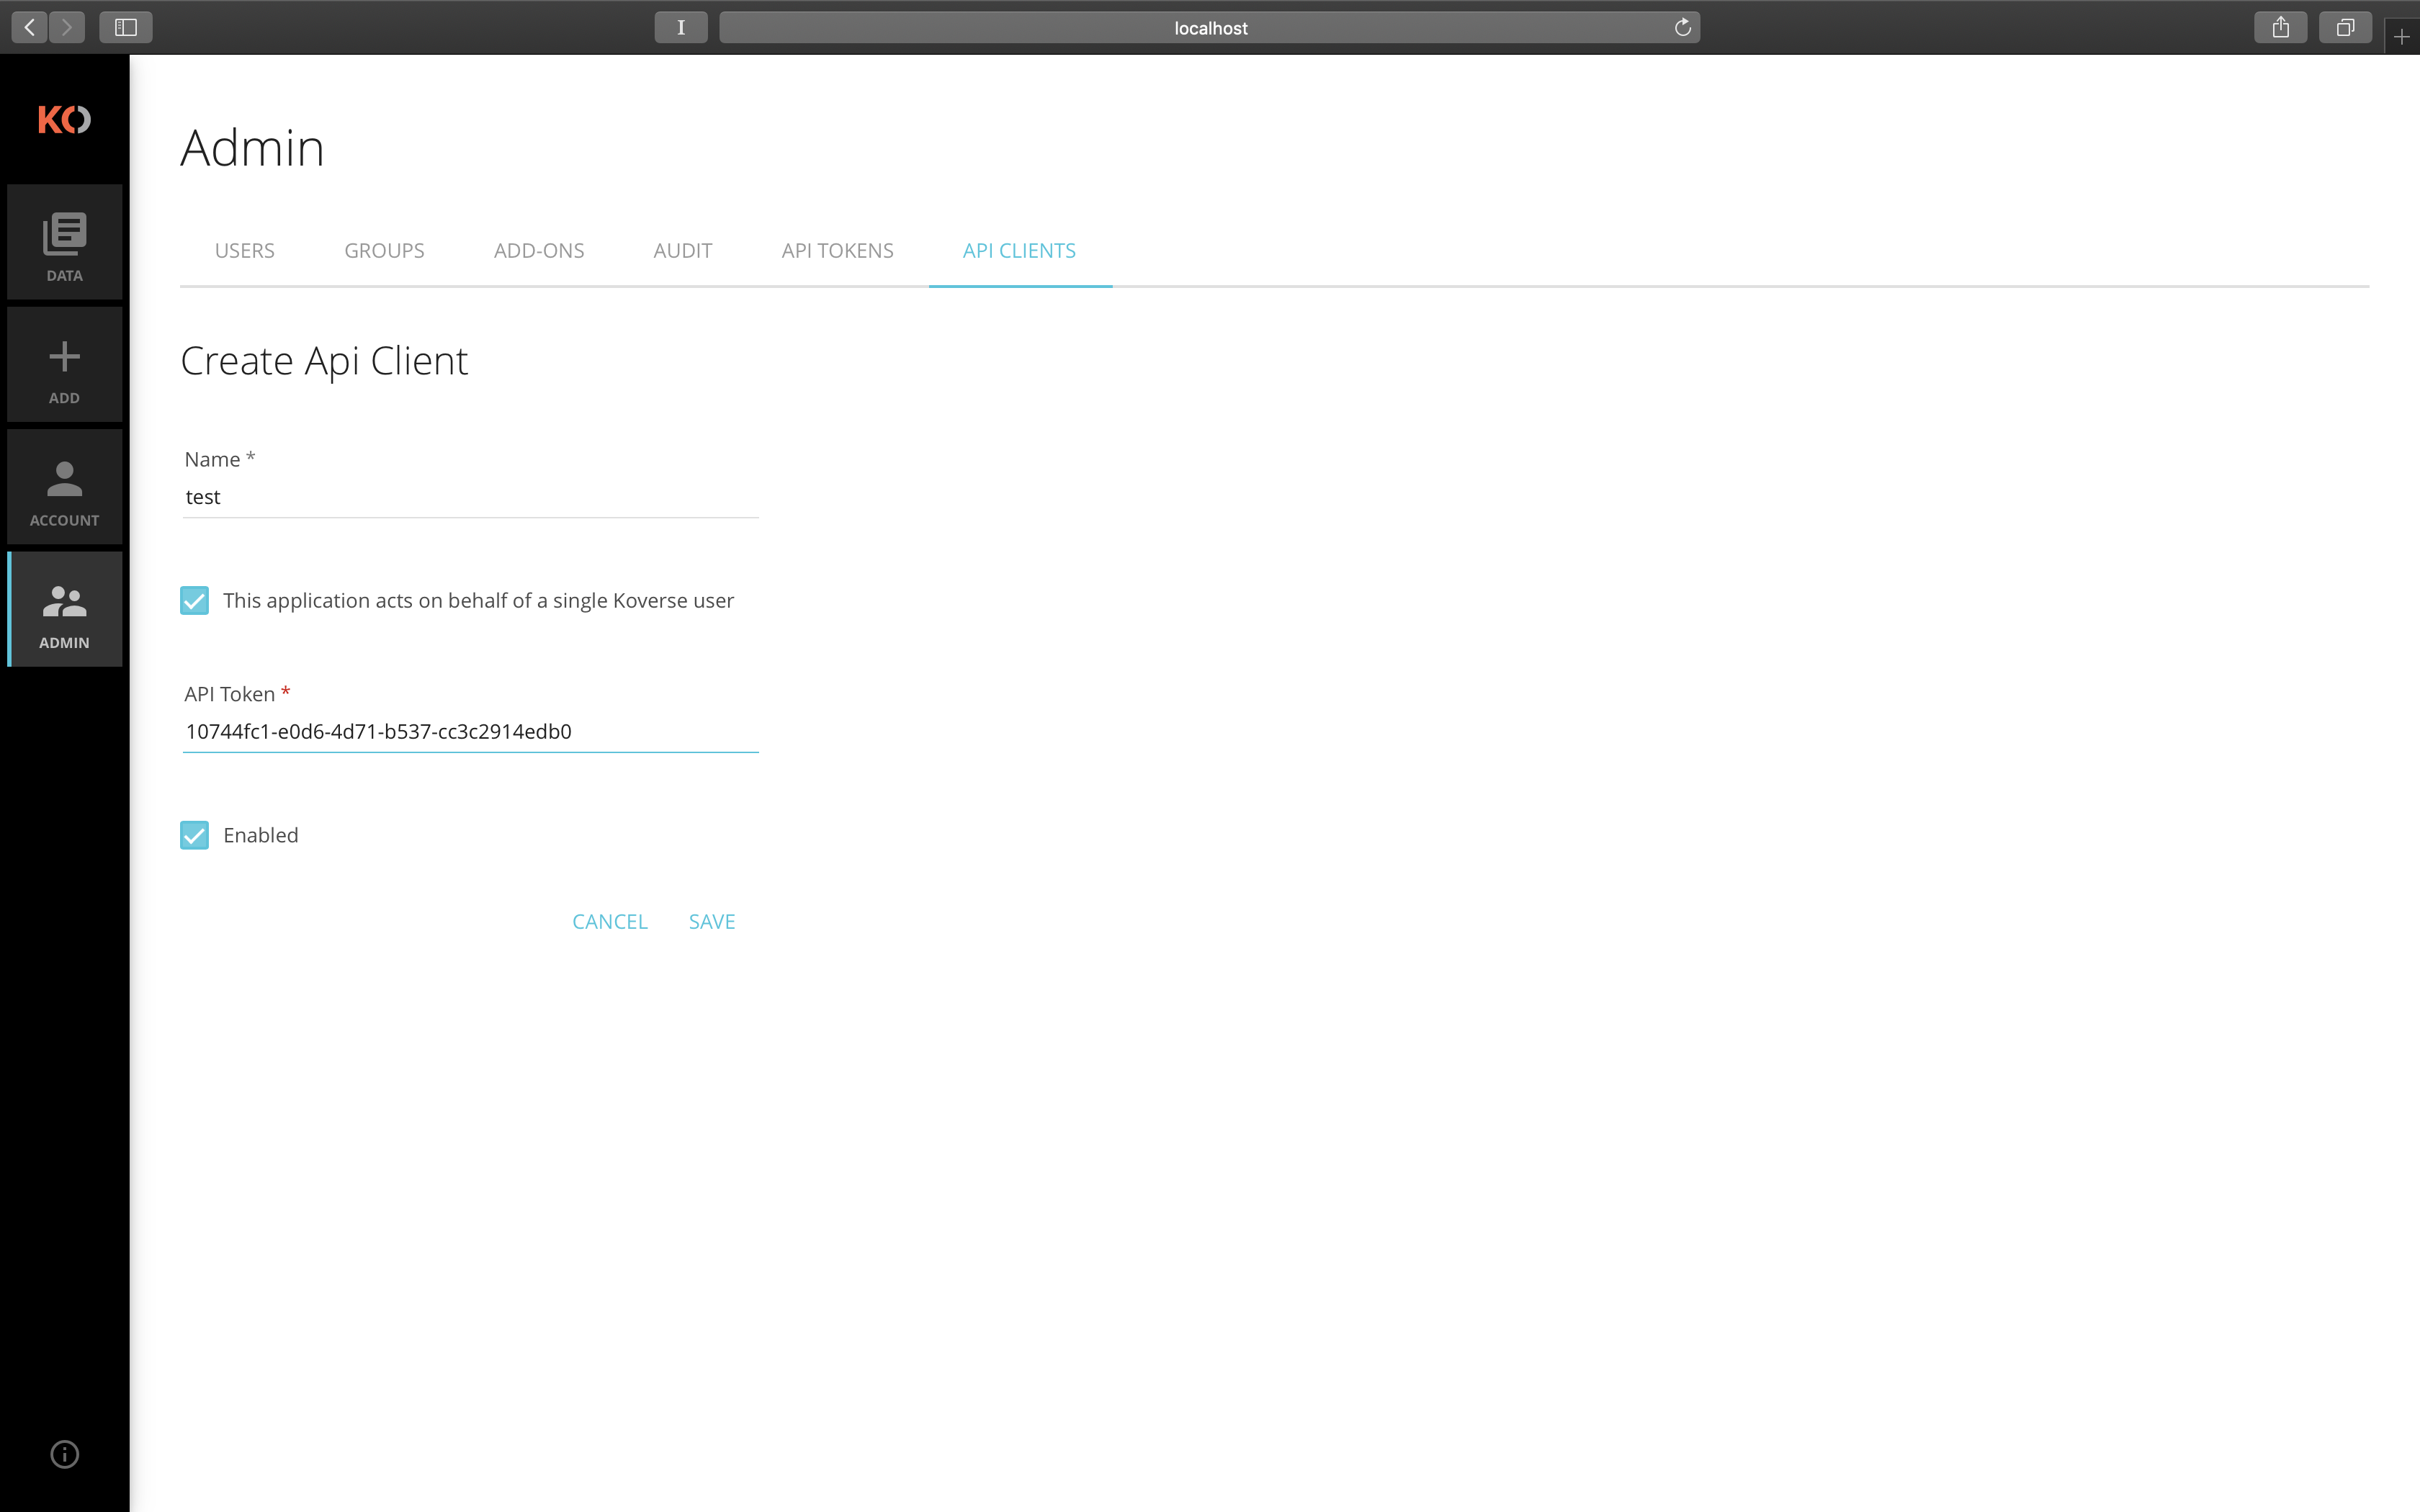 localhost
KO
DATA
ADD
ACCOUNT
ADMIN
Admin
USERS GROUPS ADD-ONS AUDIT API TOKENS API CLIENTS
Create Api Client
Name *
test
This application acts on behalf of a single Koverse user
API Token *
10744fc1-e0d6-4d71-b537-cc3c2914edb0
Enabled
CANCEL SAVE